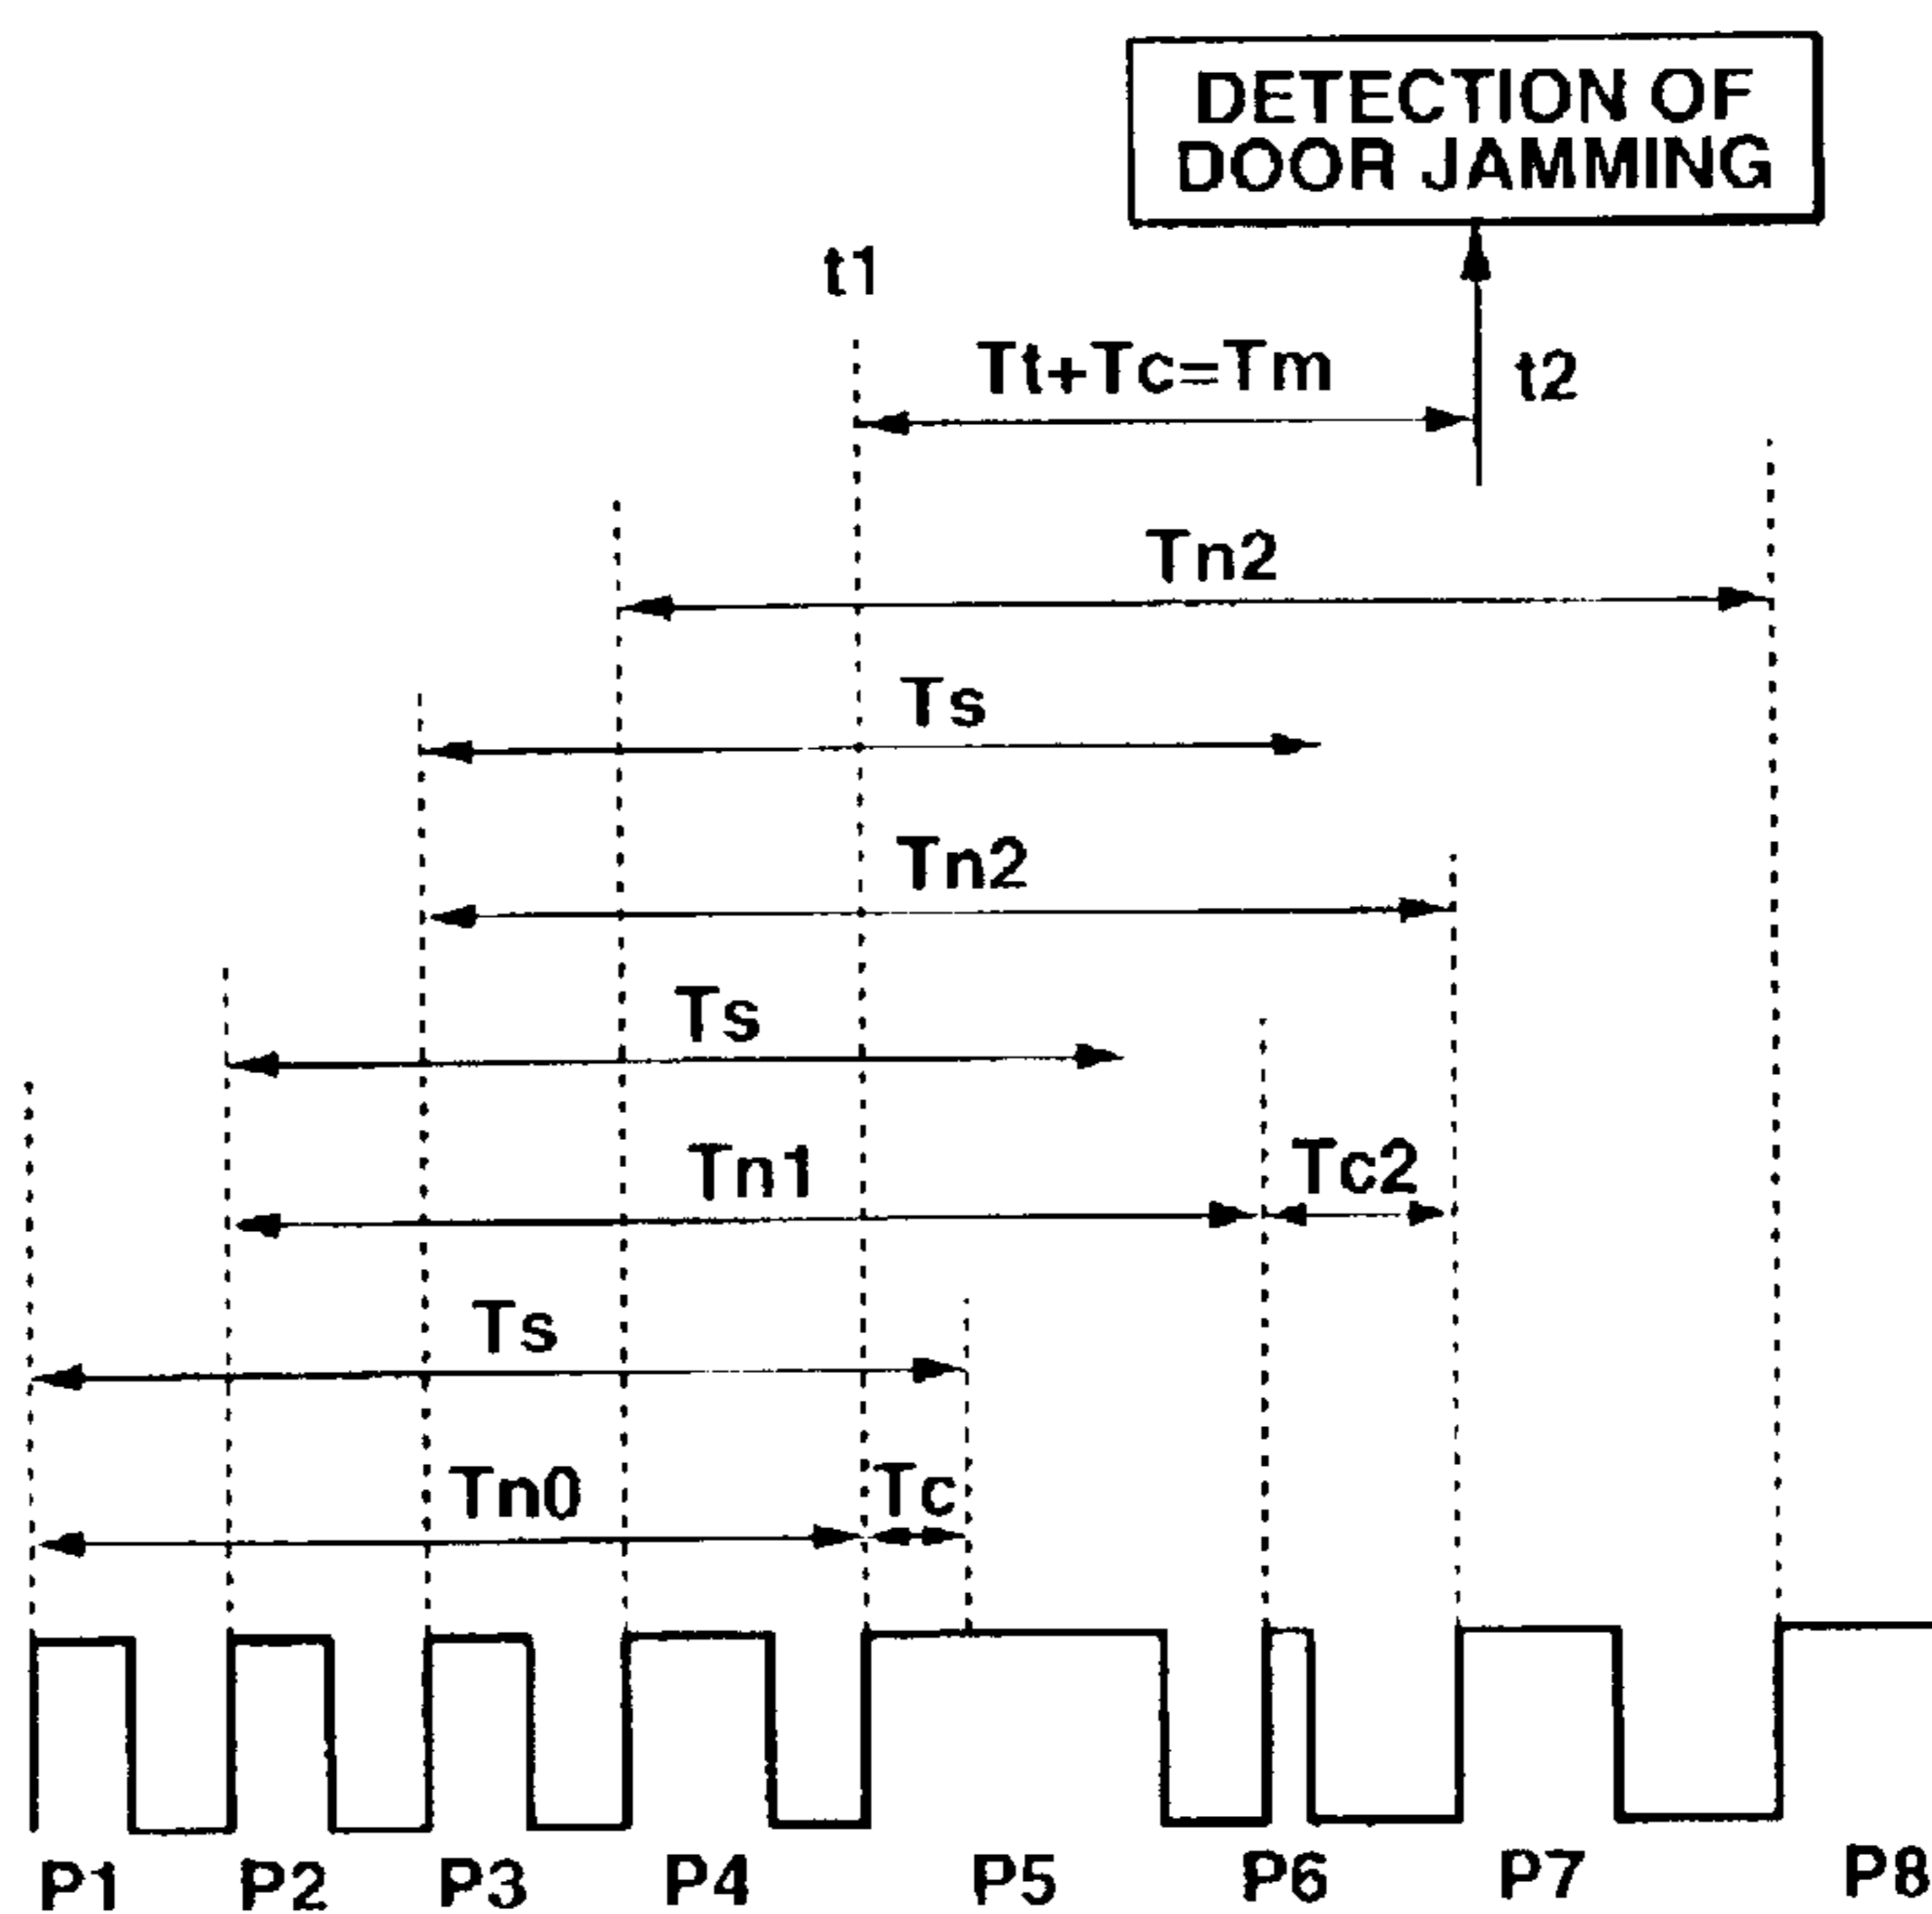 DETECTION OF
DOOR JAMMING
t1
Tt+Tc=Tm
t2
Tn2
Ts
Tn2
Ts
Tn1
Tc2
Ts
Tn0
Tc
P1 P2 P3 P4 P5 P6 P7 P8